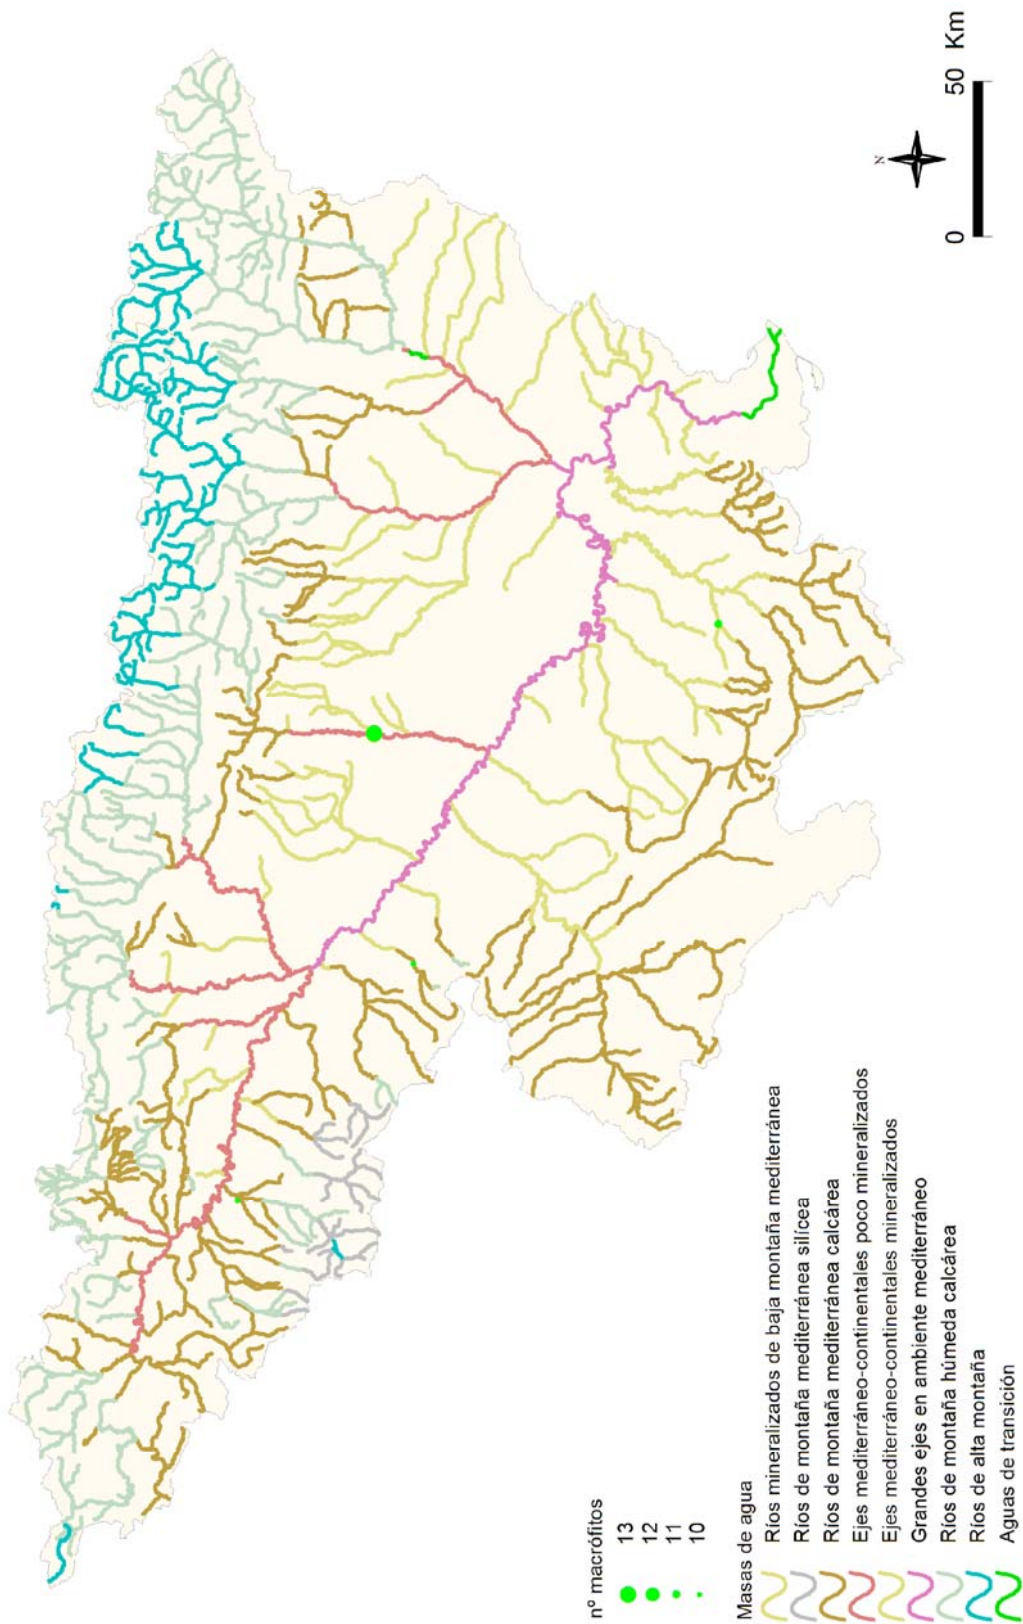 N
0 50 Km
nº macrófitos
13
12
11
10
Masas de agua
Ríos mineralizados de baja montaña mediterránea
Ríos de montaña mediterránea silícea
Ríos de montaña mediterránea calcárea
Ejes mediterráneo-continentales poco mineralizados
Ejes mediterráneo-continentales mineralizados
Grandes ejes en ambiente mediterráneo
Ríos de montaña húmeda calcárea
Ríos de alta montaña
Aguas de transición